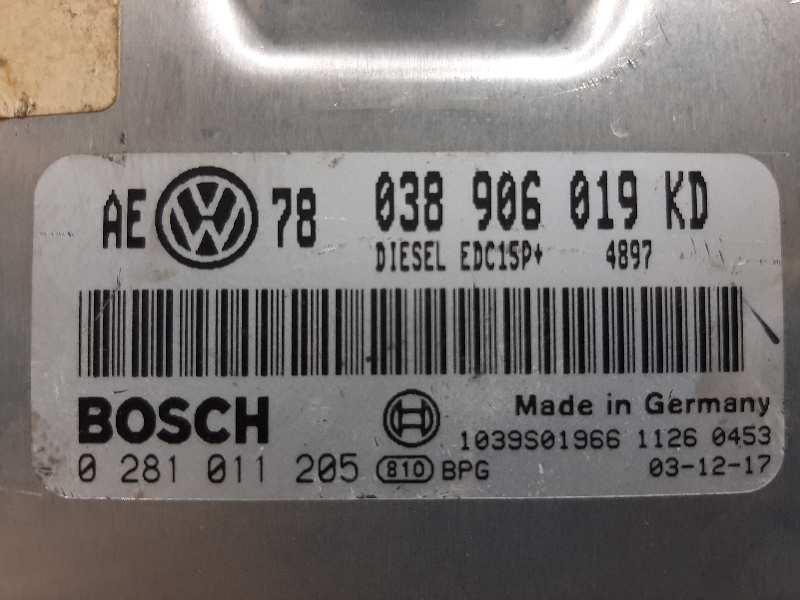 AE VW 78 038 906 019 KD
DIESEL EDC15P+ 4897
BOSCH
Made in Germany
1039S01966 1126 0453
0 281 011 205 810 BPG 03-12-17